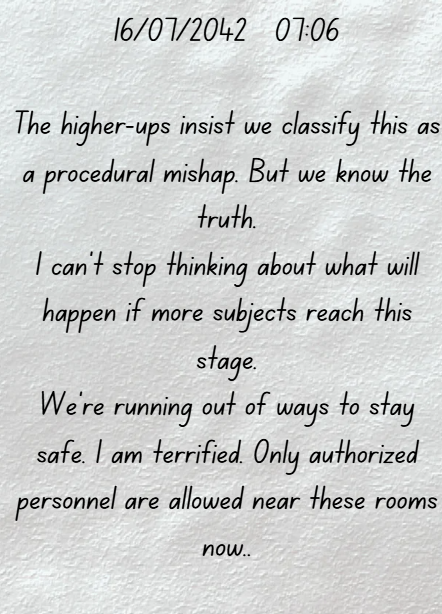 16/07/2042 07:06
The higher-ups insist we classify this as
a procedural mishap. But we know the
truth.
I can't stop thinking about what will
happen if more subjects reach this
stage.
We're running out of ways to stay
safe. I am terrified. Only authorized
personnel are allowed near these rooms
now..